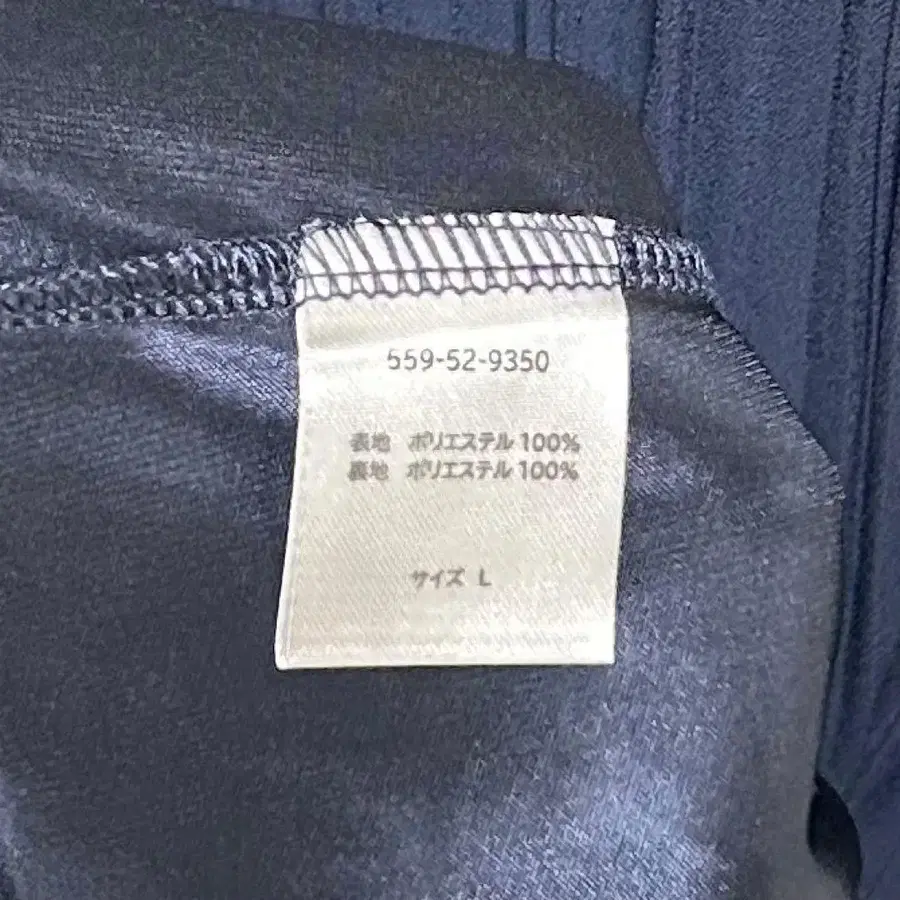 559-52-9350
表地 ポリエステル 100%
裏地 ポリエステル 100%
サイズ L